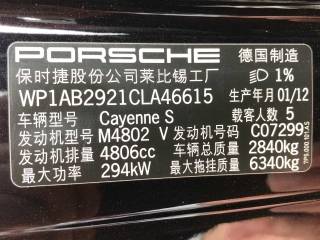 PORSCHE 德国制造
保时捷股份公司莱比锡工厂 1%
WP1AB2921CLA46615 生产年月 01/12
车辆型号 Cayenne S 载客人数 5
发动机型号 M4802 V 发动机号码 C07299
发动机排量 4806cc 车辆总质量 2840kg
最大功率 294kW 最大拖挂质量 6340kg